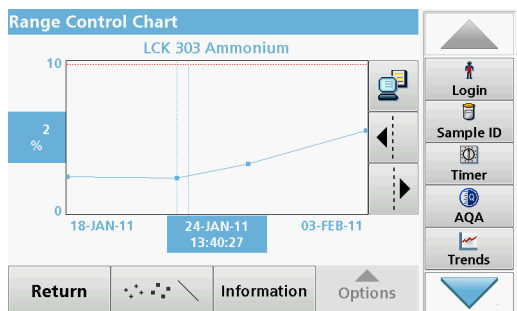 Range Control Chart
LCK 303 Ammonium
10
2
%
0
18-JAN-11
24-JAN-11
13:40:27
03-FEB-11
Return
Information
Options
Login
Sample ID
Timer
AQA
Trends